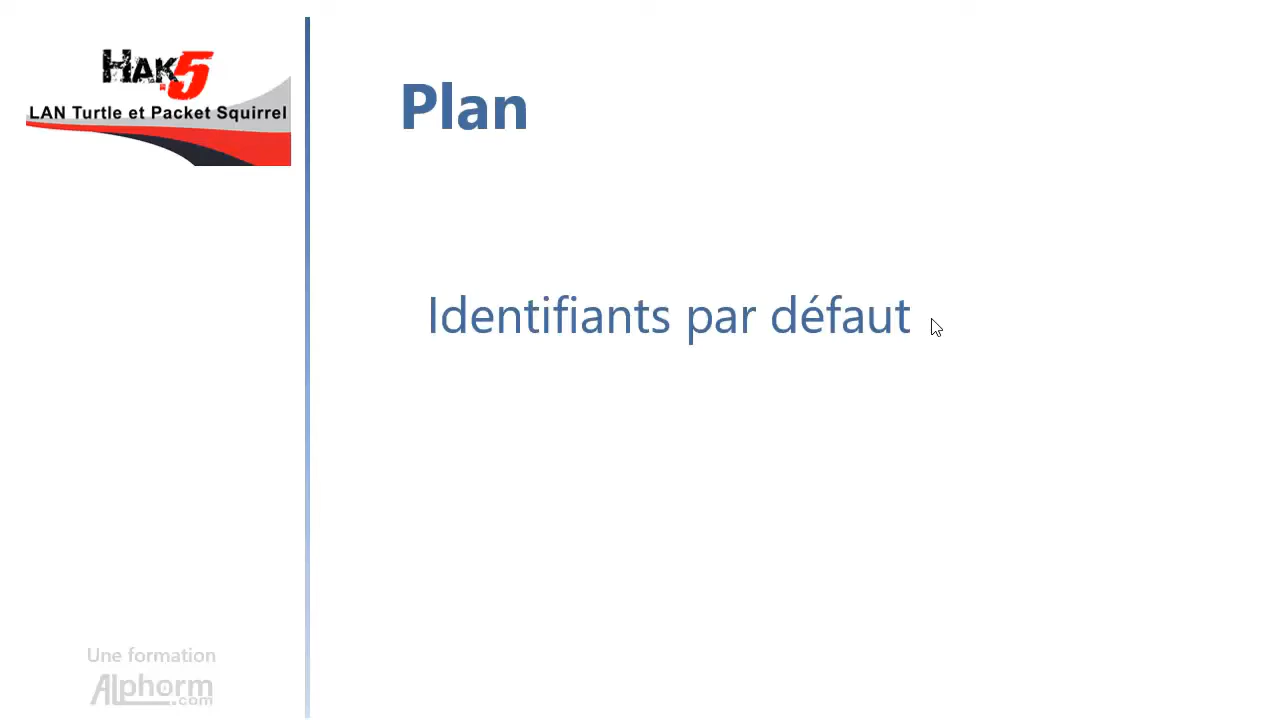 HAK5
LAN Turtle et Packet Squirrel
Plan
Identifiants par défaut
Une formation
Alphorm
.com